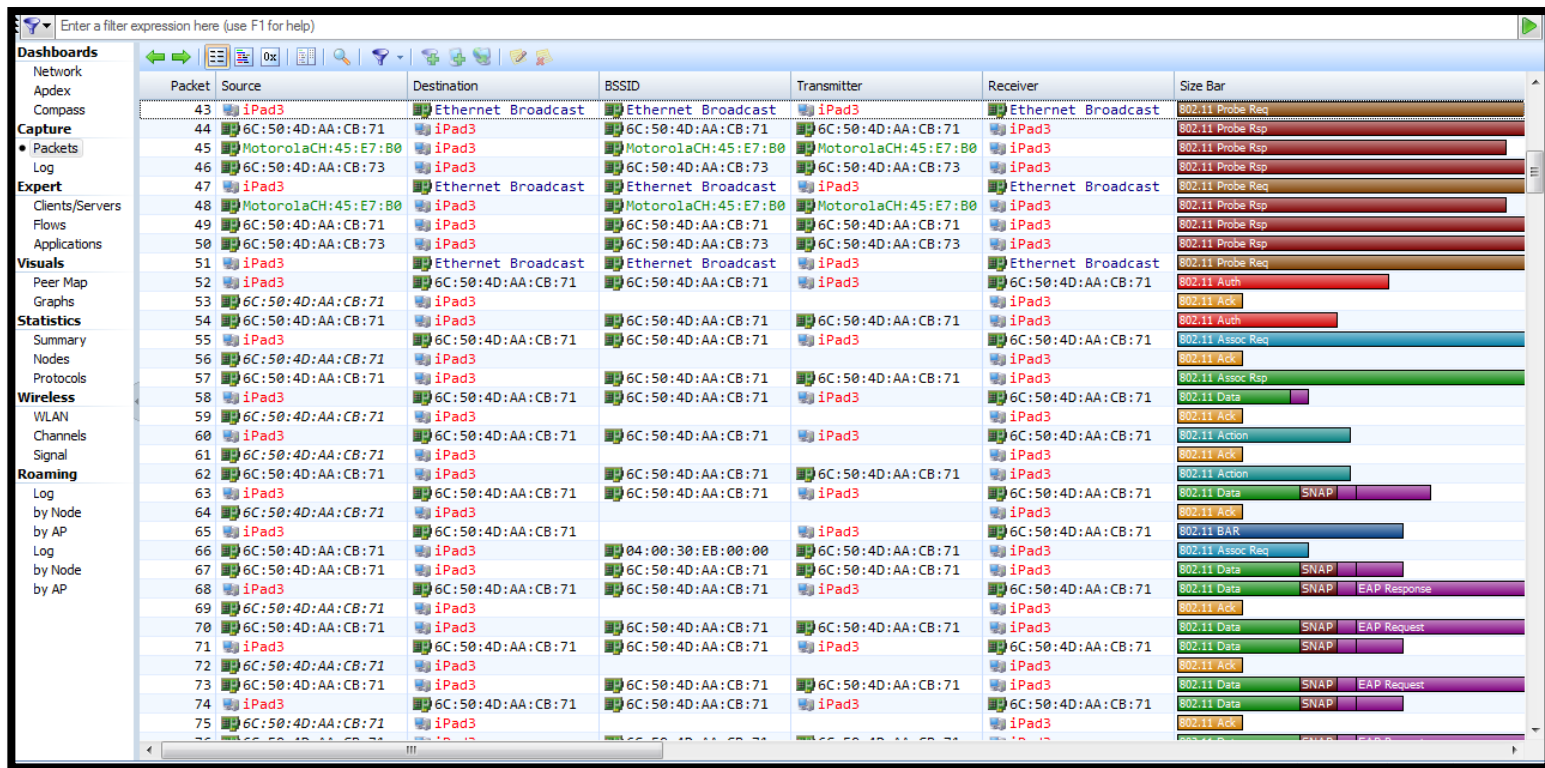 Enter a filter expression here (use F1 for help)
Dashboards
Network
Apdex
Compass
Capture
Packets
Log
Expert
Clients/Servers
Flows
Applications
Visuals
Peer Map
Graphs
Statistics
Summary
Nodes
Protocols
Wireless
WLAN
Channels
Signal
Roaming
Log
by Node
by AP
Log
by Node
by AP
0x
Packet Source Destination BSSID Transmitter Receiver Size Bar
43 iPad3 Ethernet Broadcast Ethernet Broadcast iPad3 Ethernet Broadcast 802.11 Probe Req
44 6C:50:4D:AA:CB:71 iPad3 6C:50:4D:AA:CB:71 6C:50:4D:AA:CB:71 iPad3 802.11 Probe Rsp
45 MotorolaCH:45:E7:B0 iPad3 MotorolaCH:45:E7:B0 MotorolaCH:45:E7:B0 iPad3 802.11 Probe Rsp
46 6C:50:4D:AA:CB:73 iPad3 6C:50:4D:AA:CB:73 6C:50:4D:AA:CB:73 iPad3 802.11 Probe Rsp
47 iPad3 Ethernet Broadcast Ethernet Broadcast iPad3 Ethernet Broadcast 802.11 Probe Req
48 MotorolaCH:45:E7:B0 iPad3 MotorolaCH:45:E7:B0 MotorolaCH:45:E7:B0 iPad3 802.11 Probe Rsp
49 6C:50:4D:AA:CB:71 iPad3 6C:50:4D:AA:CB:71 6C:50:4D:AA:CB:71 iPad3 802.11 Probe Rsp
50 6C:50:4D:AA:CB:73 iPad3 6C:50:4D:AA:CB:73 6C:50:4D:AA:CB:73 iPad3 802.11 Probe Rsp
51 iPad3 Ethernet Broadcast Ethernet Broadcast iPad3 Ethernet Broadcast 802.11 Probe Req
52 iPad3 6C:50:4D:AA:CB:71 6C:50:4D:AA:CB:71 iPad3 6C:50:4D:AA:CB:71 802.11 Auth
53 6C:50:4D:AA:CB:71 iPad3 iPad3 802.11 Ack
54 6C:50:4D:AA:CB:71 iPad3 6C:50:4D:AA:CB:71 6C:50:4D:AA:CB:71 iPad3 802.11 Auth
55 iPad3 6C:50:4D:AA:CB:71 6C:50:4D:AA:CB:71 iPad3 6C:50:4D:AA:CB:71 802.11 Assoc Req
56 6C:50:4D:AA:CB:71 iPad3 iPad3 802.11 Ack
57 6C:50:4D:AA:CB:71 iPad3 6C:50:4D:AA:CB:71 6C:50:4D:AA:CB:71 iPad3 802.11 Assoc Rsp
58 iPad3 6C:50:4D:AA:CB:71 6C:50:4D:AA:CB:71 iPad3 6C:50:4D:AA:CB:71 802.11 Data
59 6C:50:4D:AA:CB:71 iPad3 iPad3 802.11 Ack
60 iPad3 6C:50:4D:AA:CB:71 6C:50:4D:AA:CB:71 iPad3 6C:50:4D:AA:CB:71 802.11 Action
61 6C:50:4D:AA:CB:71 iPad3 iPad3 802.11 Ack
62 6C:50:4D:AA:CB:71 iPad3 6C:50:4D:AA:CB:71 6C:50:4D:AA:CB:71 iPad3 802.11 Action
63 iPad3 6C:50:4D:AA:CB:71 6C:50:4D:AA:CB:71 iPad3 6C:50:4D:AA:CB:71 802.11 Data SNAP
64 6C:50:4D:AA:CB:71 iPad3 iPad3 802.11 Ack
65 iPad3 6C:50:4D:AA:CB:71 iPad3 6C:50:4D:AA:CB:71 802.11 BAR
66 6C:50:4D:AA:CB:71 iPad3 04:00:30:EB:00:00 6C:50:4D:AA:CB:71 iPad3 802.11 Assoc Req
67 6C:50:4D:AA:CB:71 iPad3 6C:50:4D:AA:CB:71 6C:50:4D:AA:CB:71 iPad3 802.11 Data SNAP
68 iPad3 6C:50:4D:AA:CB:71 6C:50:4D:AA:CB:71 iPad3 6C:50:4D:AA:CB:71 802.11 Data SNAP EAP Response
69 6C:50:4D:AA:CB:71 iPad3 iPad3 802.11 Ack
70 6C:50:4D:AA:CB:71 iPad3 6C:50:4D:AA:CB:71 6C:50:4D:AA:CB:71 iPad3 802.11 Data SNAP EAP Request
71 iPad3 6C:50:4D:AA:CB:71 6C:50:4D:AA:CB:71 iPad3 6C:50:4D:AA:CB:71 802.11 Data SNAP
72 6C:50:4D:AA:CB:71 iPad3 iPad3 802.11 Ack
73 6C:50:4D:AA:CB:71 iPad3 6C:50:4D:AA:CB:71 6C:50:4D:AA:CB:71 iPad3 802.11 Data SNAP EAP Request
74 iPad3 6C:50:4D:AA:CB:71 6C:50:4D:AA:CB:71 iPad3 6C:50:4D:AA:CB:71 802.11 Data SNAP
75 6C:50:4D:AA:CB:71 iPad3 iPad3 802.11 Ack